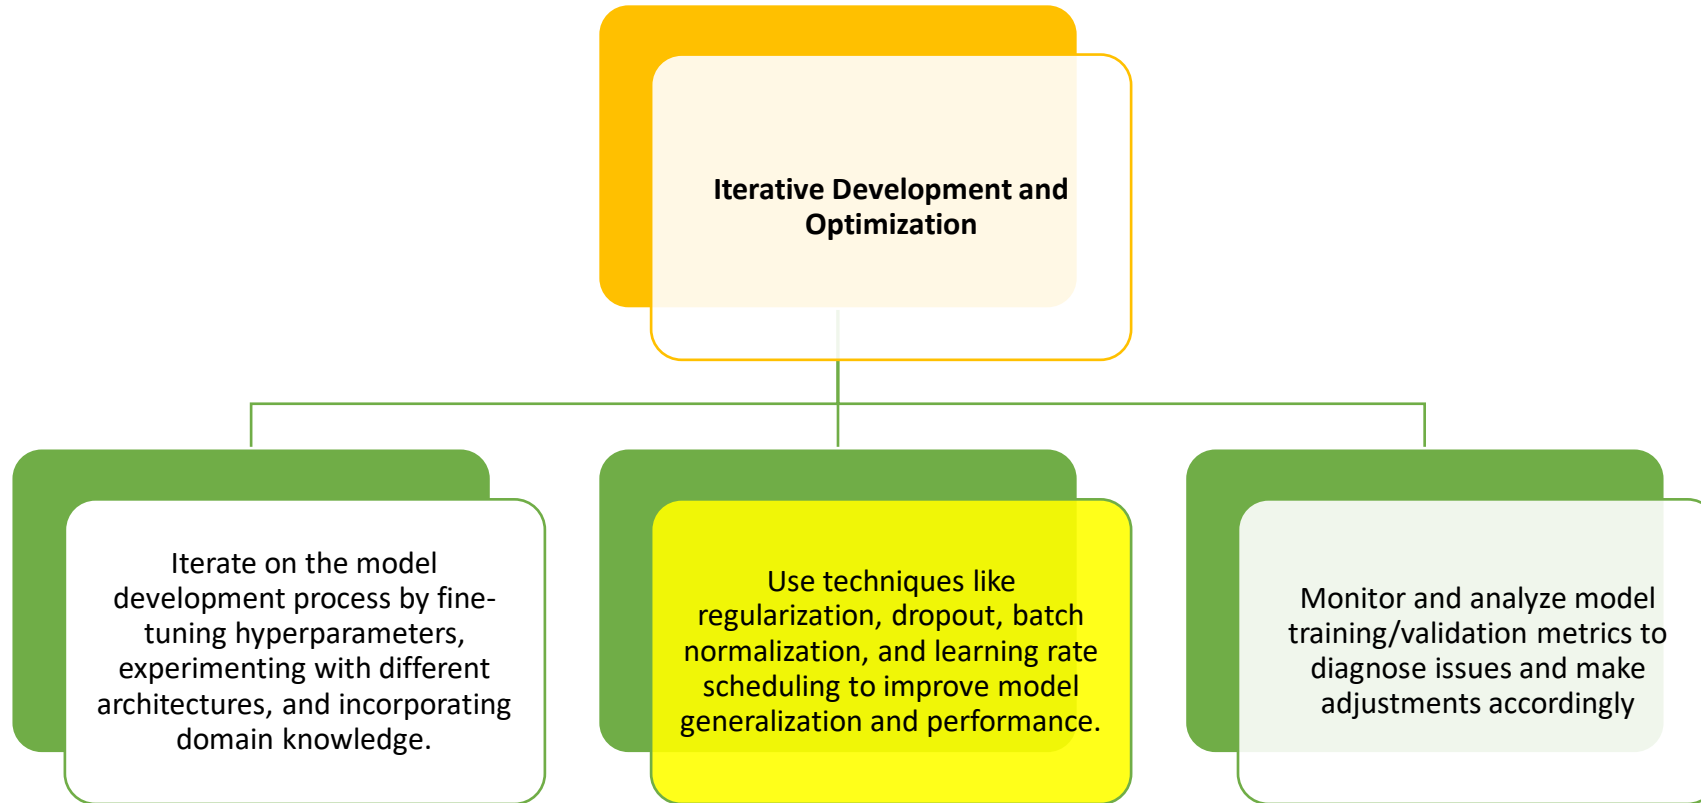 Iterative Development and
Optimization
Iterate on the model
development process by fine-
tuning hyperparameters,
experimenting with different
architectures, and incorporating
domain knowledge.
Use techniques like
regularization, dropout, batch
normalization, and learning rate
scheduling to improve model
generalization and performance.
Monitor and analyze model
training/validation metrics to
diagnose issues and make
adjustments accordingly